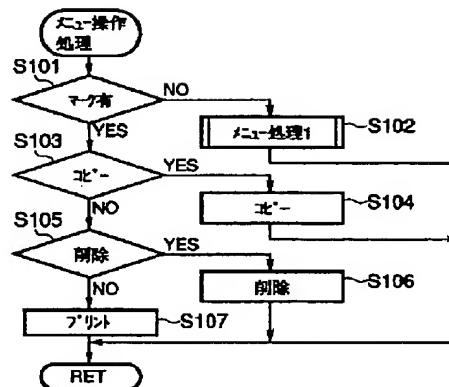 メニュー操作
処理
S101
マーク有
NO
YES
メニュー処理1
S102
S103
コピー
YES
NO
コピー
S104
S105
削除
YES
NO
削除
S106
プリント
S107
RET